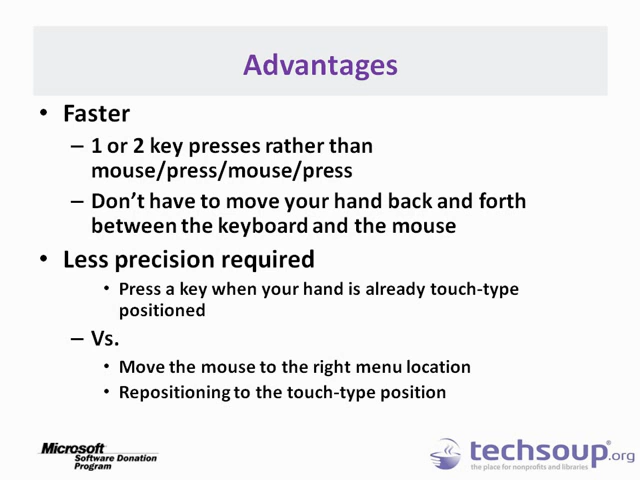 Advantages
• Faster
– 1 or 2 key presses rather than
mouse/press/mouse/press
– Don't have to move your hand back and forth
between the keyboard and the mouse
• Less precision required
• Press a key when your hand is already touch-type
positioned
– Vs.
• Move the mouse to the right menu location
• Repositioning to the touch-type position
Microsoft
Software Donation
Program
techsoup®.org
the place for nonprofits and libraries